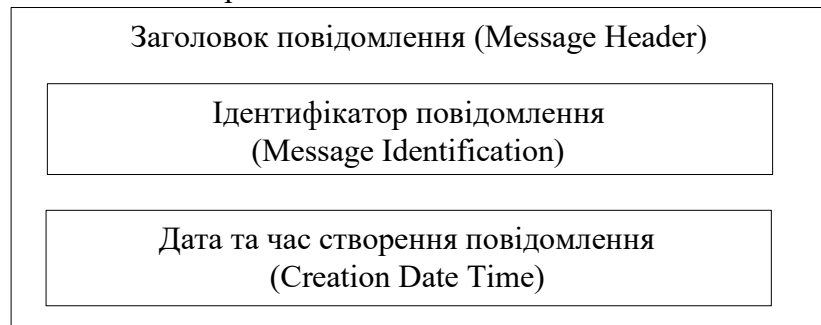 Заголовок повідомлення (Message Header)
Ідентифікатор повідомлення
(Message Identification)
Дата та час створення повідомлення
(Creation Date Time)